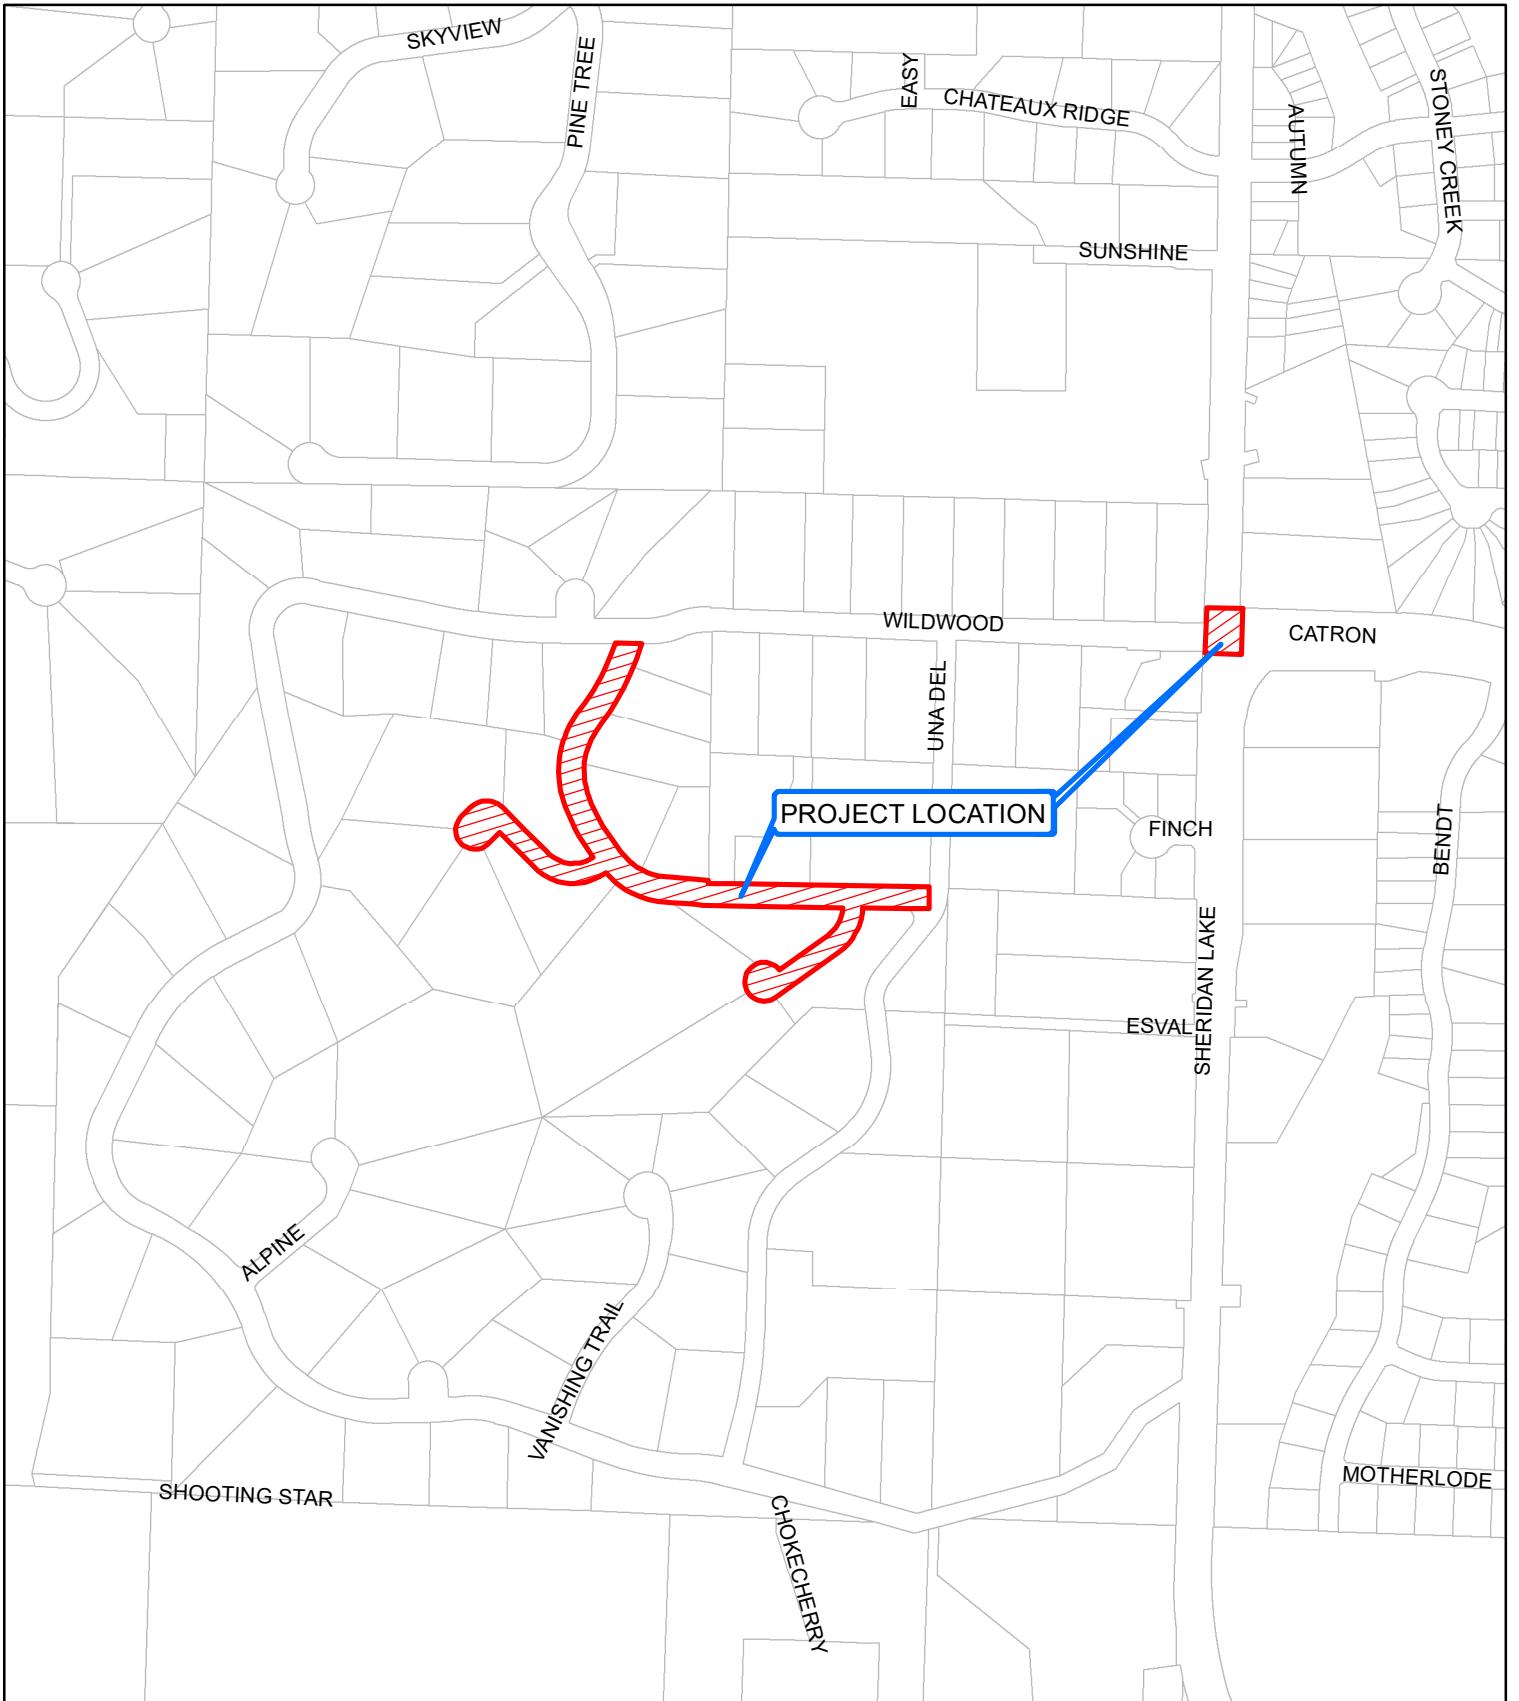 SKYVIEW
PINE TREE
EASY
CHATEAUX RIDGE
AUTUMN
STONEY CREEK
SUNSHINE
WILDWOOD
CATRON
UNA DEL
PROJECT LOCATION
FINCH
BENDT
SHERIDAN LAKE
ESVAL
ALPINE
VANISHING TRAIL
SHOOTING STAR
MOTHERLODE
CHOKECHERRY